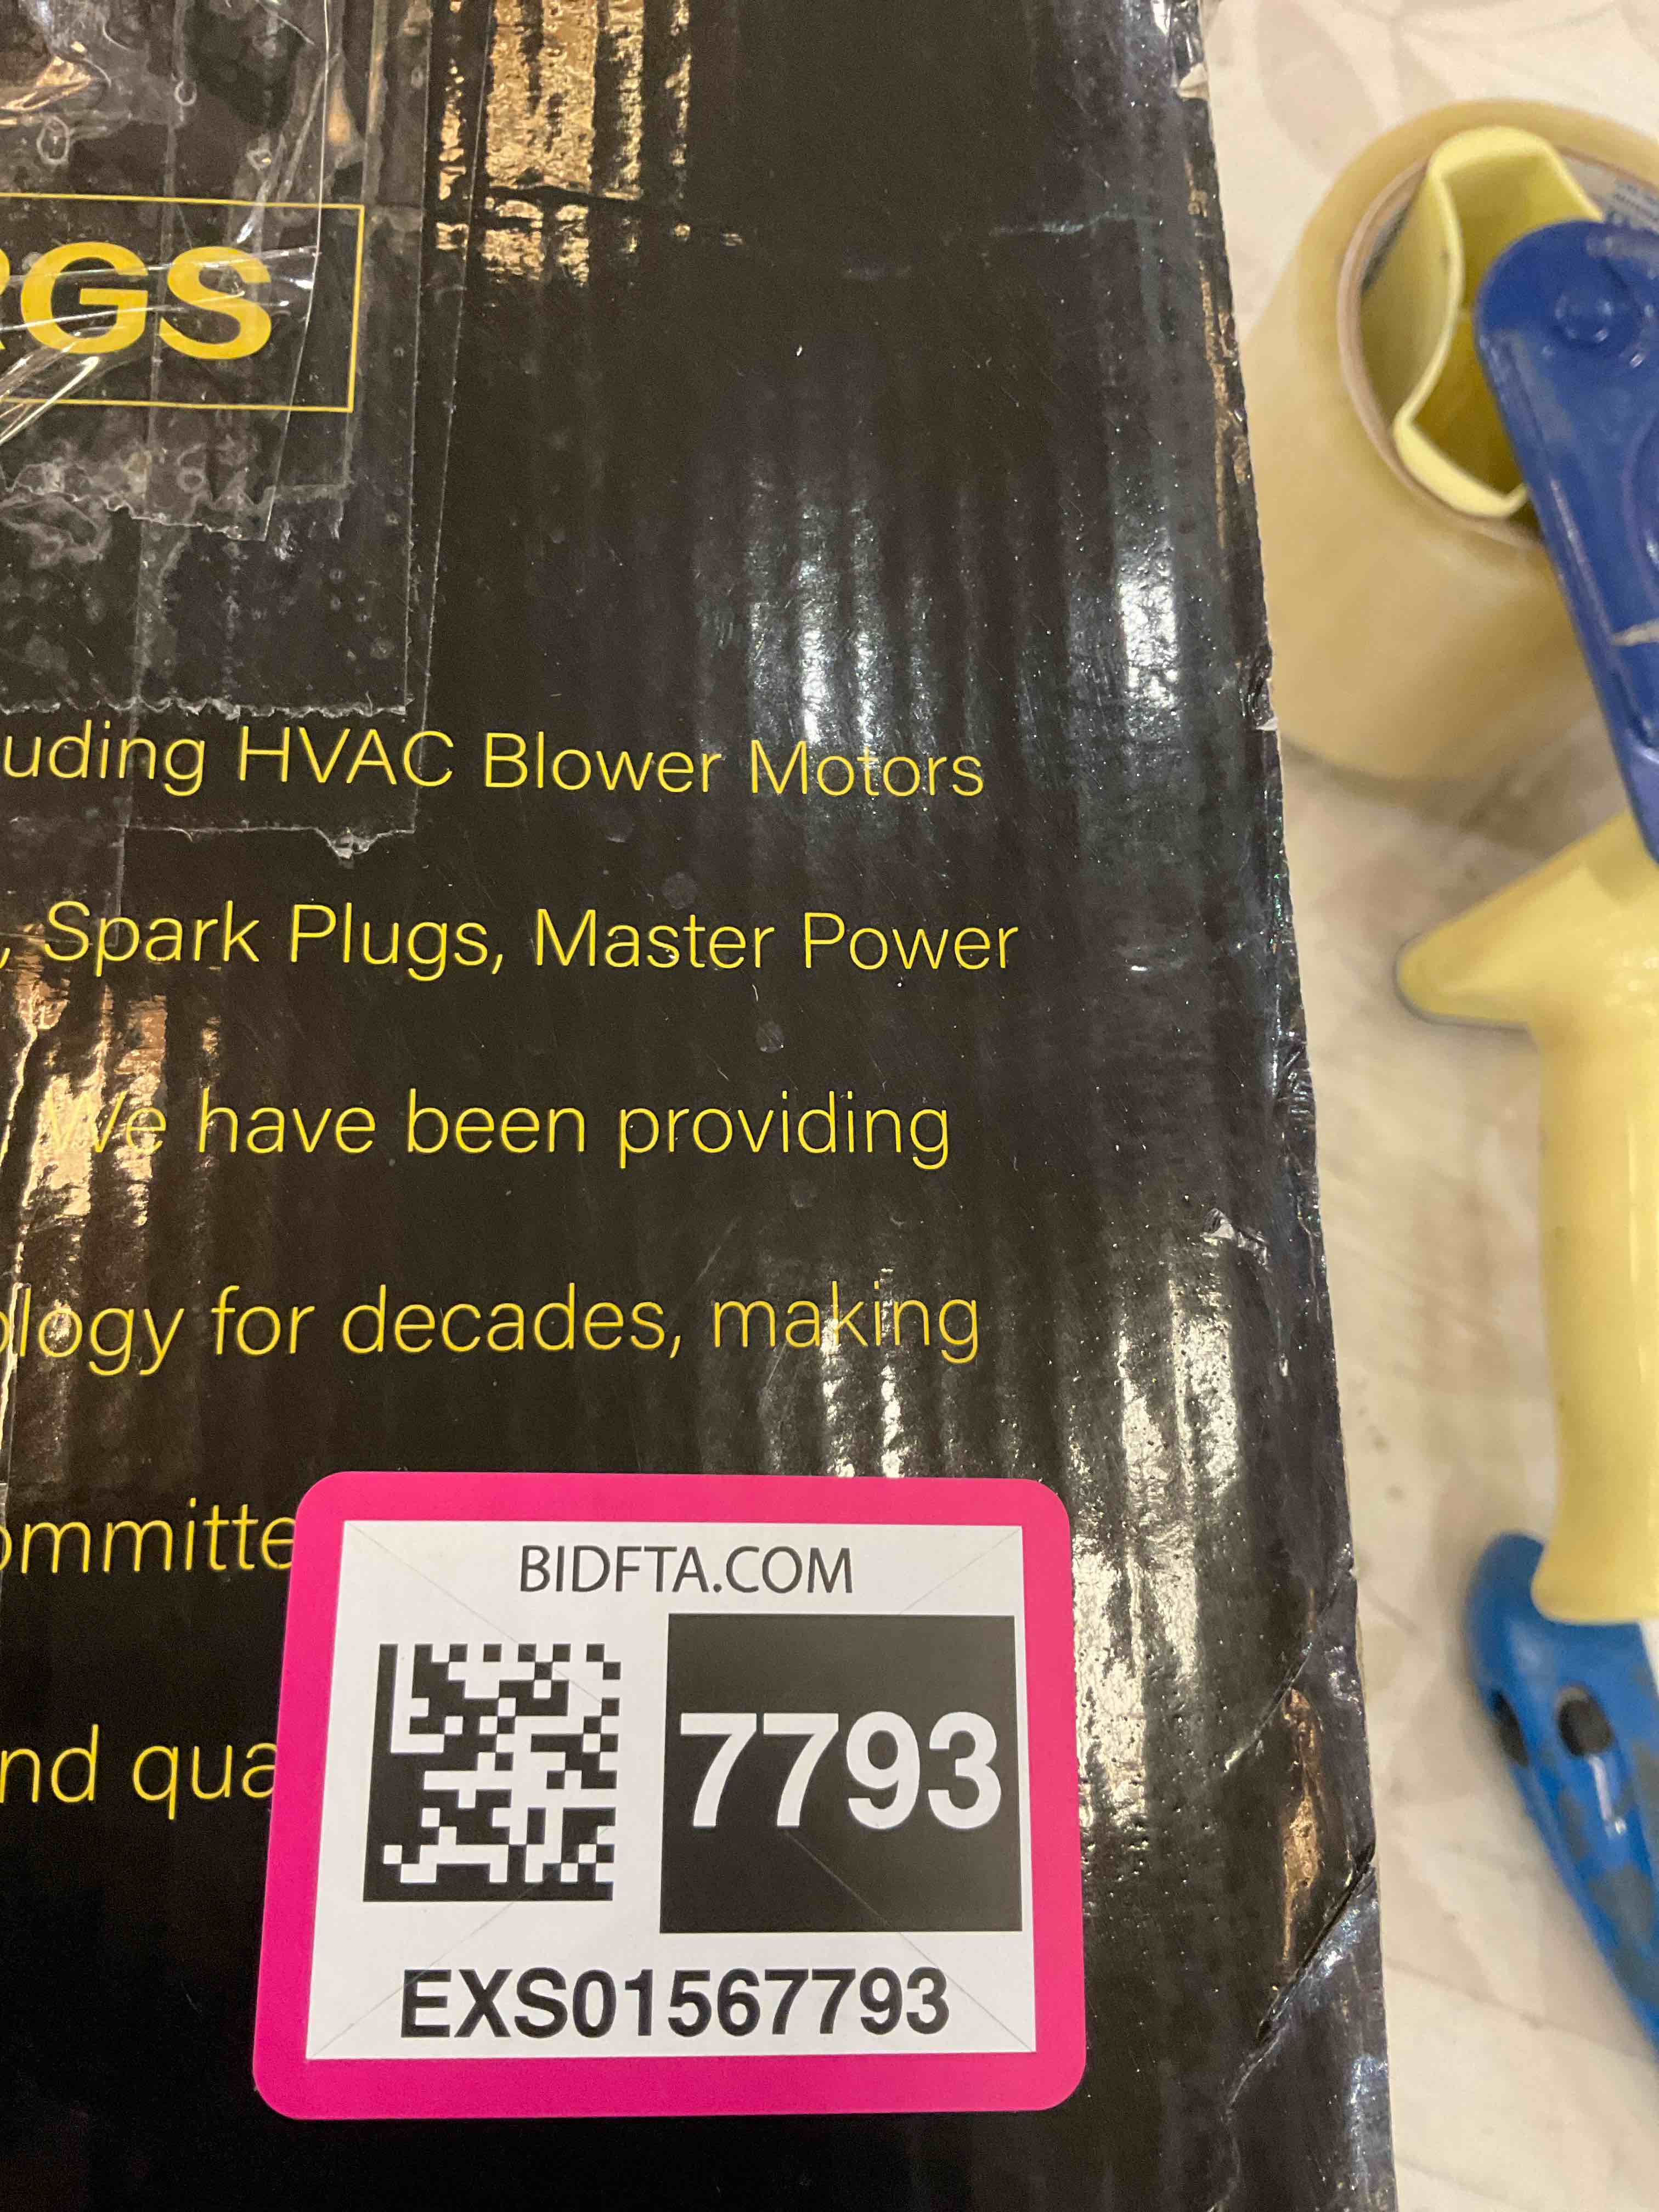 RGS
uding HVAC Blower Motors
, Spark Plugs, Master Power
We have been providing
ology for decades, making
ommitte
nd qua
BIDFTA.COM
7793
EXS01567793